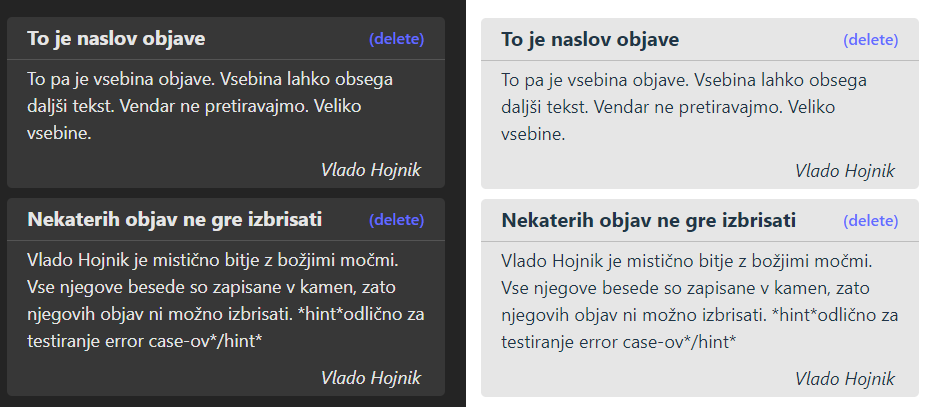 To je naslov objave (delete)
To pa je vsebina objave. Vsebina lahko obsega
daljši tekst. Vendar ne pretiravajmo. Veliko
vsebine.
Vlado Hojnik
Nekaterih objav ne gre izbrisati (delete)
Vlado Hojnik je mistično bitje z božjimi močmi.
Vse njegove besede so zapisane v kamen, zato
njegovih objav ni možno izbrisati. *hint*odlično za
testiranje error case-ov*/hint*
Vlado Hojnik
To je naslov objave (delete)
To pa je vsebina objave. Vsebina lahko obsega
daljši tekst. Vendar ne pretiravajmo. Veliko
vsebine.
Vlado Hojnik
Nekaterih objav ne gre izbrisati (delete)
Vlado Hojnik je mistično bitje z božjimi močmi.
Vse njegove besede so zapisane v kamen, zato
njegovih objav ni možno izbrisati. *hint*odlično za
testiranje error case-ov*/hint*
Vlado Hojnik